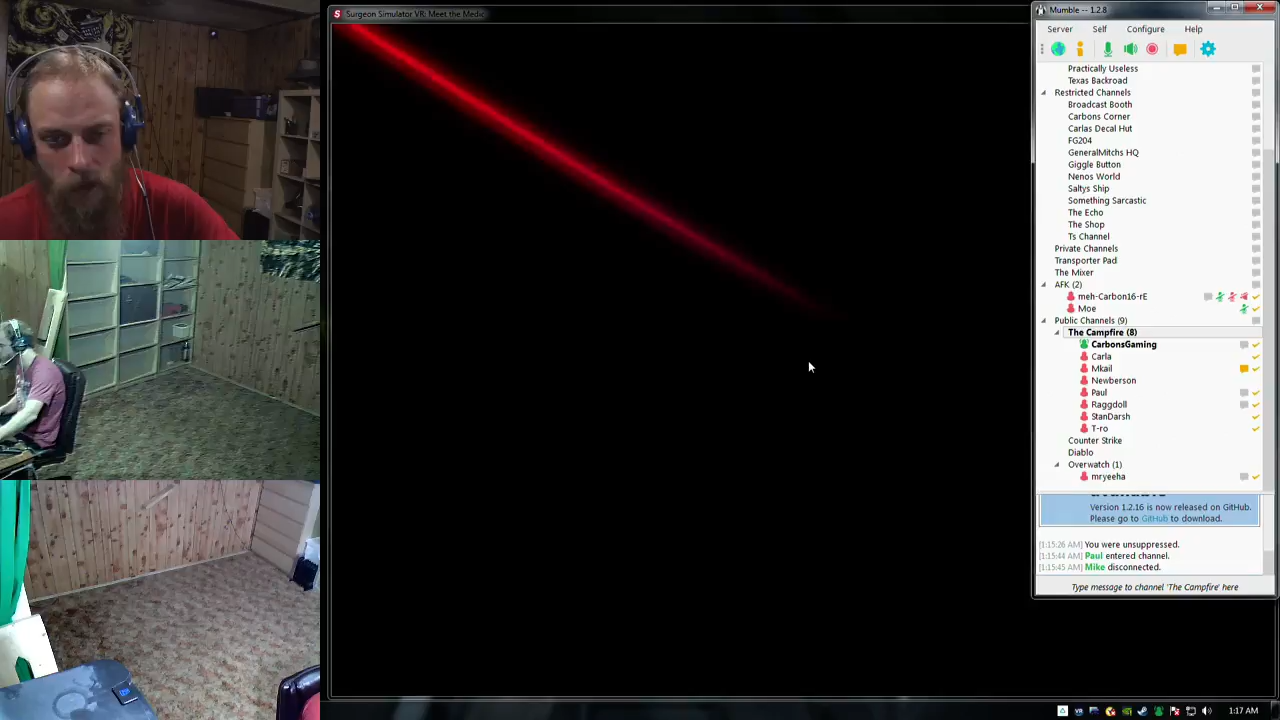 Surgeon Simulator VR: Meet the Medic
Mumble -- 1.2.8
Server Self Configure Help
Practically Useless
Texas Backroad
Restricted Channels
Broadcast Booth
Carbons Corner
Carlas Decal Hut
FG204
GeneralMitchs HQ
Giggle Button
Nenos World
Saltys Ship
Something Sarcastic
The Echo
The Shop
Ts Channel
Private Channels
Transporter Pad
The Mixer
AFK (2)
meh-Carbon16-rE
Moe
Public Channels (9)
The Campfire (8)
CarbonsGaming
Carla
Mkail
Newberson
Paul
Raggdoll
StanDarsh
T-ro
Counter Strike
Diablo
Overwatch (1)
mryeeha
Version 1.2.16 is now released on GitHub.
Please go to GitHub to download.
[1:15:26 AM] You were unsuppressed.
[1:15:44 AM] Paul entered channel.
[1:15:45 AM] Mike disconnected.
Type message to channel 'The Campfire' here
1:17 AM